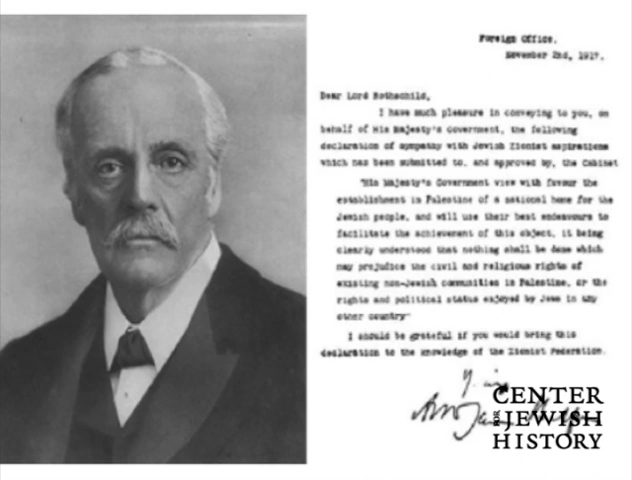 Foreign Office.
November 2nd, 1917.
Dear Lord Rothschild,
I have much pleasure in conveying to you, on
behalf of His Majesty's Government, the following
declaration of sympathy with Jewish Zionist aspirations
which has been submitted to, and approved by, the Cabinet
"His Majesty's Government view with favour the
establishment in Palestine of a national home for the
Jewish people, and will use their best endeavours to
facilitate the achievement of this object, it being
clearly understood that nothing shall be done which
may prejudice the civil and religious rights of
existing non-Jewish communities in Palestine, or the
rights and political status enjoyed by Jews in any
other country"
I should be grateful if you would bring this
declaration to the knowledge of the Zionist Federation.
CENTER
FOR JEWISH
HISTORY